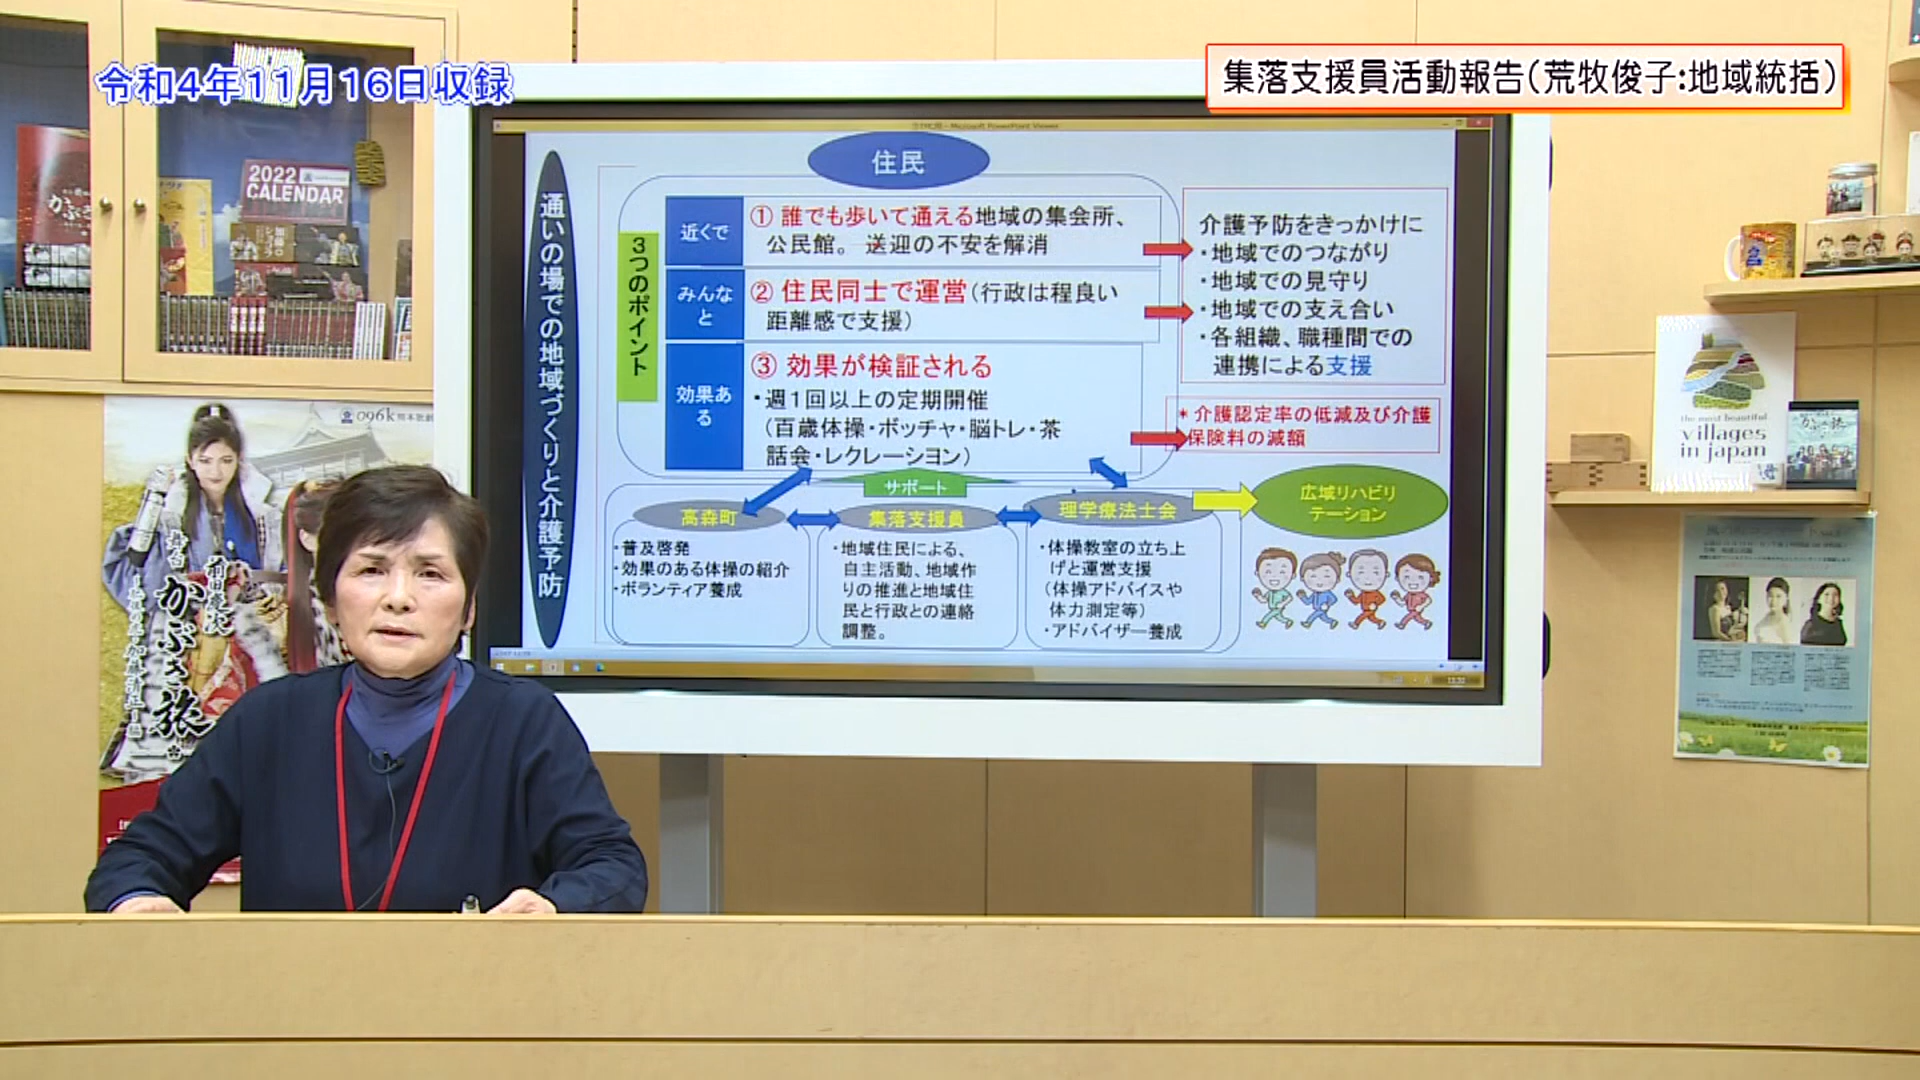 令和4年11月16日収録
集落支援員活動報告(荒牧俊子:地域統括)
住民
通いの場での地域づくりと介護予防
3つのポイント
近くで
① 誰でも歩いて通える地域の集会所、
公民館。 送迎の不安を解消
みんな
と
② 住民同士で運営(行政は程良い
距離感で支援)
効果あ
る
③ 効果が検証される
・週1回以上の定期開催
(百歳体操・ボッチャ・脳トレ・茶
話会・レクレーション)
介護予防をきっかけに
・地域でのつながり
・地域での見守り
・地域での支え合い
・各組織、職種間での
連携による支援
*介護認定率の低減及び介護
保険料の減額
サポート
高森町
・普及啓発
・効果のある体操の紹介
・ボランティア養成
集落支援員
・地域住民による、
自主活動、地域作
りの推進と地域住
民と行政との連絡
調整。
理学療法士会
・体操教室の立ち上
げと運営支援
(体操アドバイスや
体力測定等)
・アドバイザー養成
広域リハビリ
テーション
2022
CALENDAR
096k
前田慶次
かぶき旅
the most beautiful
villages
in japan